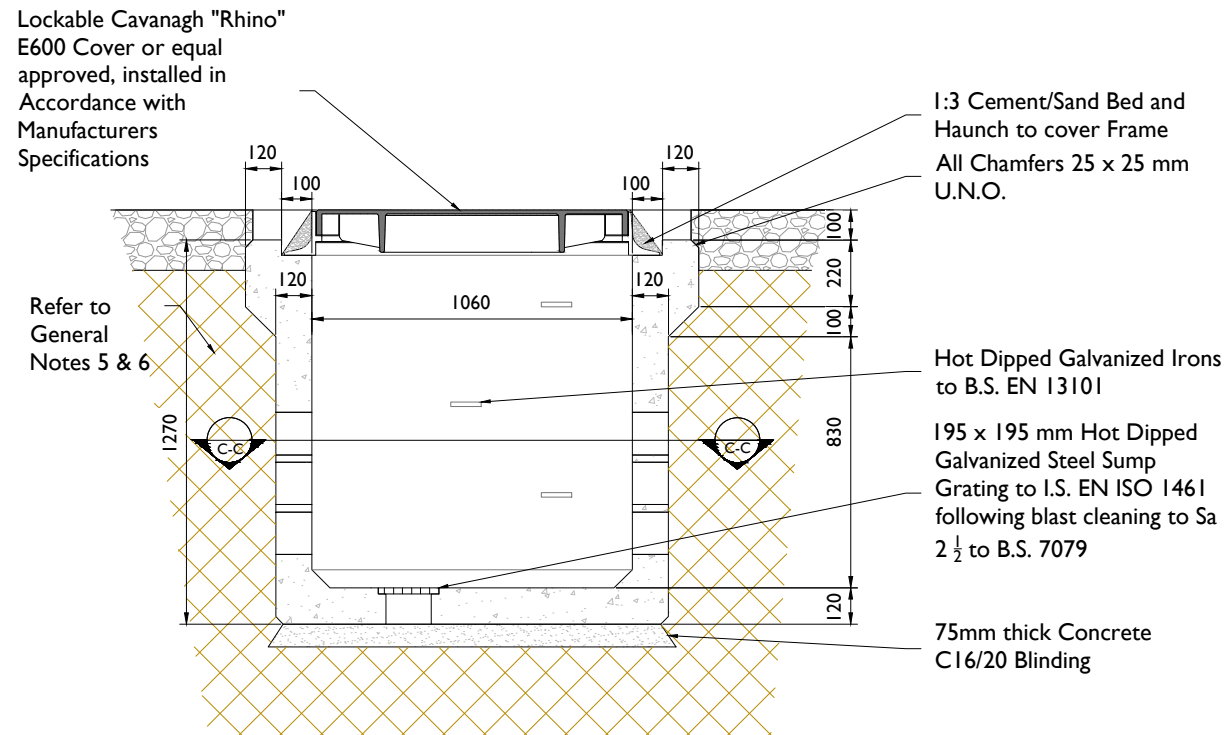 Lockable Cavanagh "Rhino"
E600 Cover or equal
approved, installed in
Accordance with
Manufacturers
Specifications
1:3 Cement/Sand Bed and
Haunch to cover Frame
All Chamfers 25 x 25 mm
U.N.O.
120
100
100
120
100
220
100
120
1060
120
Refer to
General
Notes 5 & 6
1270
C-C
C-C
830
Hot Dipped Galvanized Irons
to B.S. EN 13101
195 x 195 mm Hot Dipped
Galvanized Steel Sump
Grating to I.S. EN ISO 1461
following blast cleaning to Sa
2 ½ to B.S. 7079
120
75mm thick Concrete
C16/20 Blinding